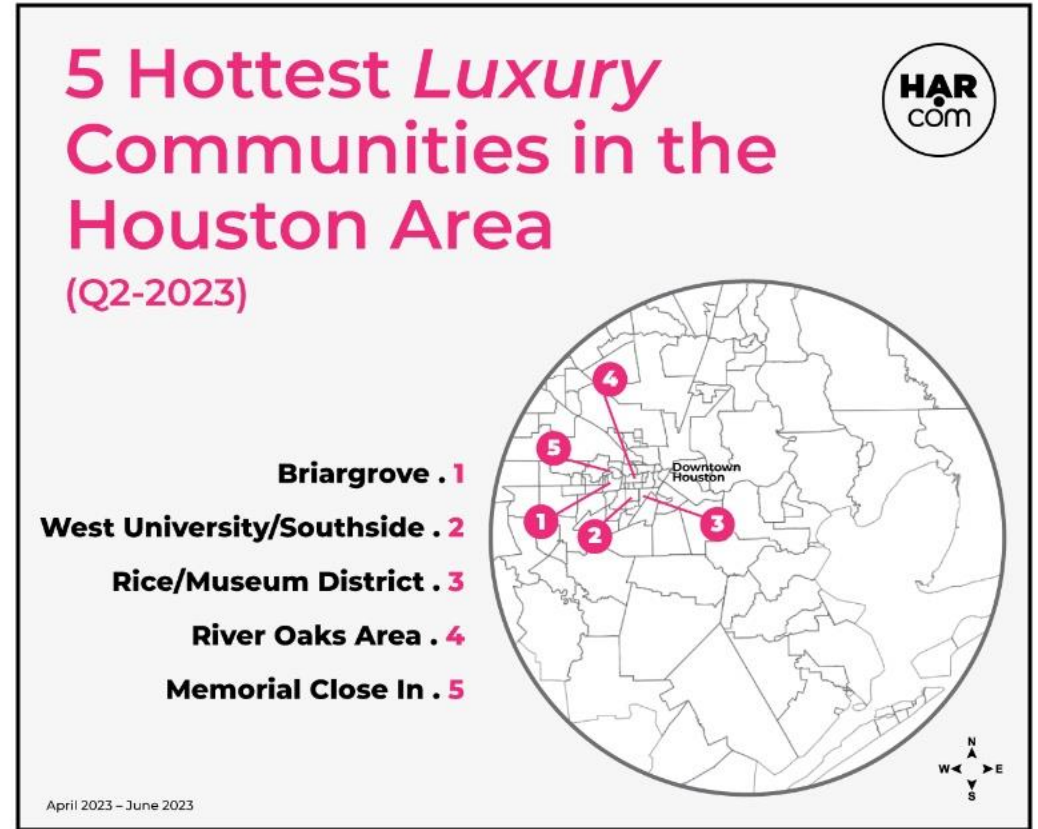 5 Hottest Luxury
Communities in the
Houston Area
(Q2-2023)
HAR
com
4
5
Downtown
Houston
1
2
3
Briargrove . 1
West University/Southside . 2
Rice/Museum District . 3
River Oaks Area . 4
Memorial Close In . 5
N
W E
S
April 2023 – June 2023